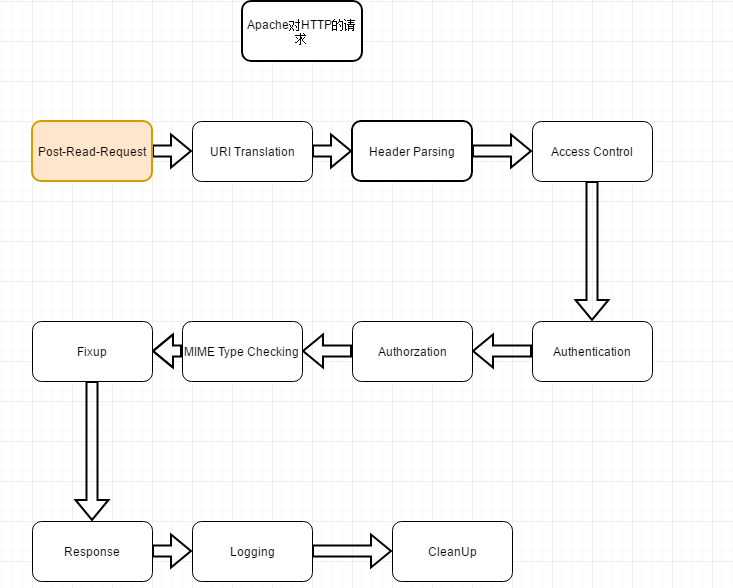 Apache对HTTP的请
求
Post-Read-Request
URI Translation
Header Parsing
Access Control
Fixup
MIME Type Checking
Authorzation
Authentication
Response
Logging
CleanUp